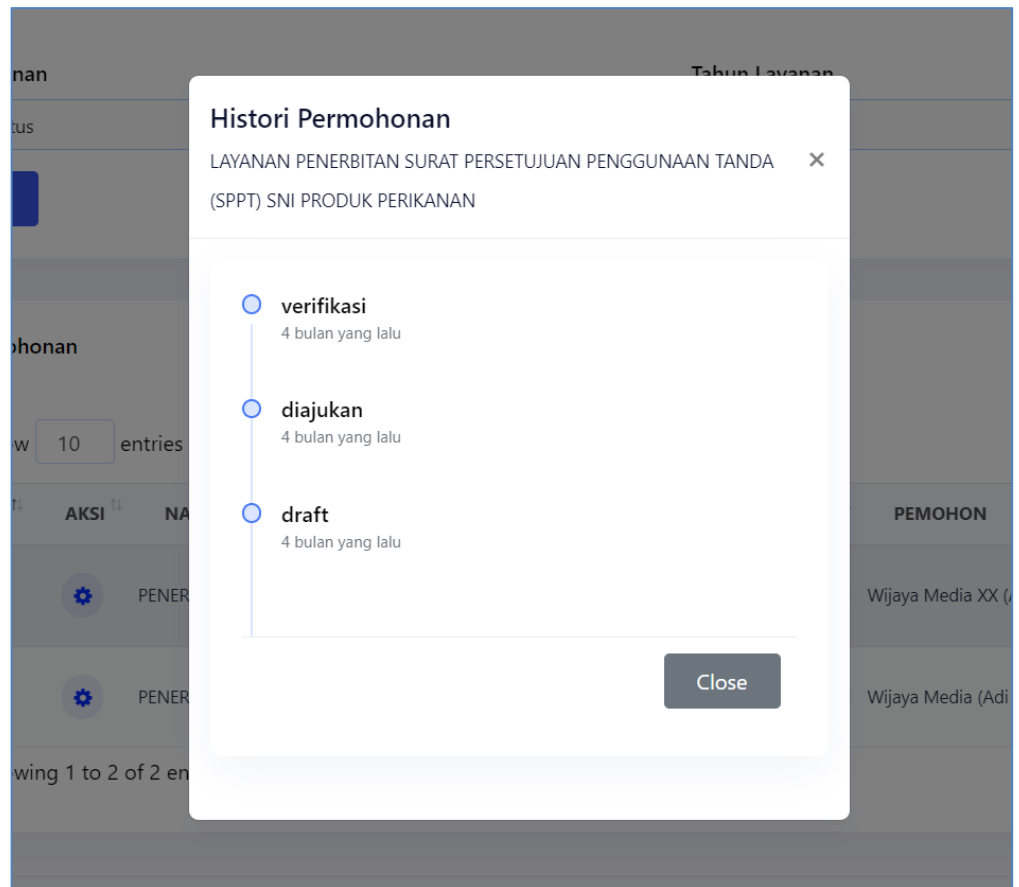 Tahun Layanan
Histori Permohonan
LAYANAN PENERBITAN SURAT PERSETUJUAN PENGGUNAAN TANDA
(SPPT) SNI PRODUK PERIKANAN
×
verifikasi
4 bulan yang lalu
diajukan
4 bulan yang lalu
draft
4 bulan yang lalu
Close
nan
tus
honan
w 10 entries
AKSI NA PEMOHON
PENER Wijaya Media XX (
PENER Wijaya Media (Adi
wing 1 to 2 of 2 en